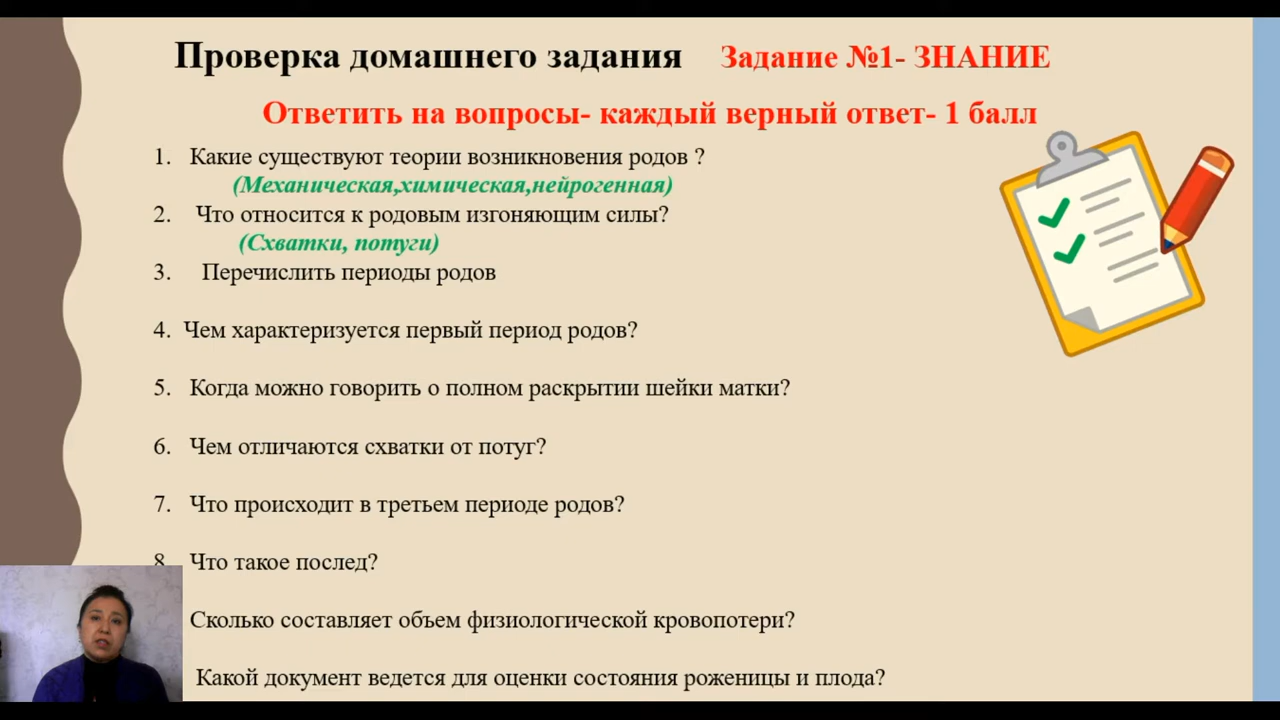 Проверка домашнего задания Задание №1- ЗНАНИЕ
Ответить на вопросы- каждый верный ответ- 1 балл
1. Какие существуют теории возникновения родов ?
(Механическая,химическая,нейрогенная)
2. Что относится к родовым изгоняющим силы?
(Схватки, потуги)
3. Перечислить периоды родов
4. Чем характеризуется первый период родов?
5. Когда можно говорить о полном раскрытии шейки матки?
6. Чем отличаются схватки от потуг?
7. Что происходит в третьем периоде родов?
8. Что такое послед?
Сколько составляет объем физиологической кровопотери?
Какой документ ведется для оценки состояния роженицы и плода?